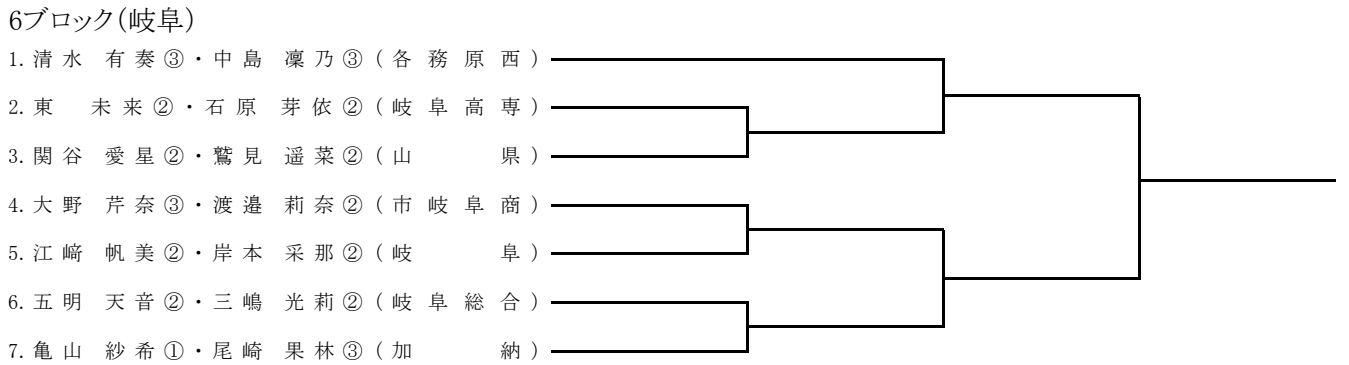 6ブロック(岐阜)
1. 清水 有奏③・中島 凜乃③(各務原西)
2. 東 未来②・石原 芽依②(岐阜高専)
3. 関谷 愛星②・鷲見 遥菜②(山県)
4. 大野 芹奈③・渡邉 莉奈②(市岐阜商)
5. 江﨑 帆美②・岸本 采那②(岐阜)
6. 五明 天音②・三嶋 光莉②(岐阜総合)
7. 亀山 紗希①・尾崎 果林③(加納)